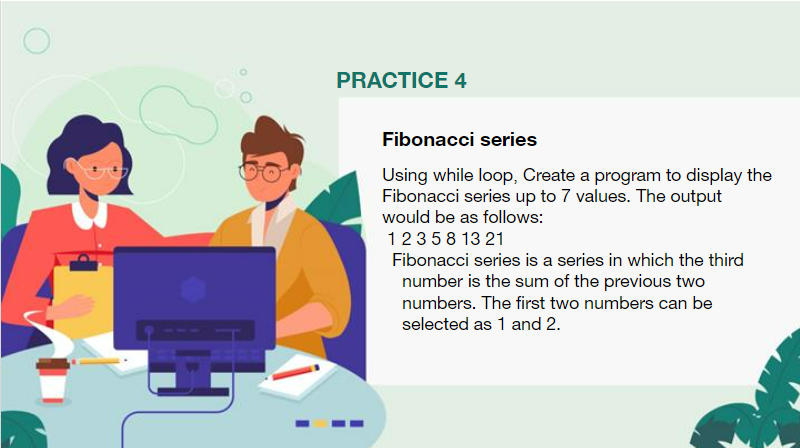 PRACTICE 4
Fibonacci series
Using while loop, Create a program to display the
Fibonacci series up to 7 values. The output
would be as follows:
1 2 3 5 8 13 21
Fibonacci series is a series in which the third
number is the sum of the previous two
numbers. The first two numbers can be
selected as 1 and 2.